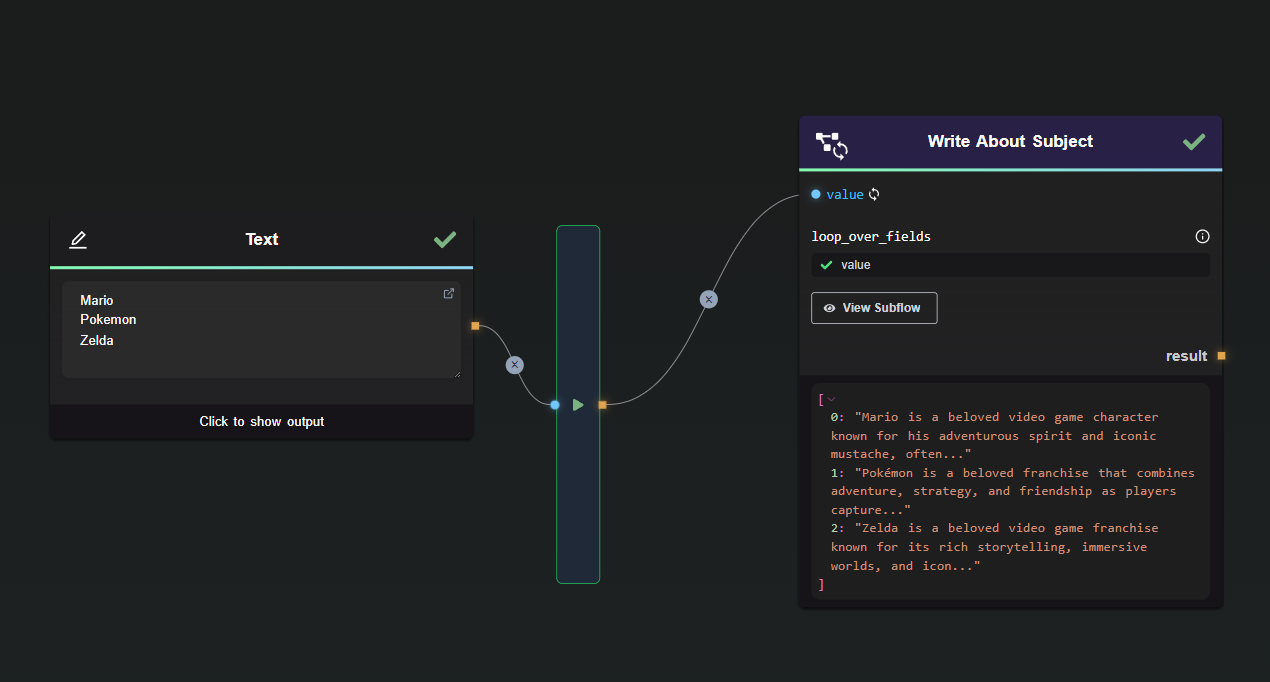 Text
Mario
Pokemon
Zelda
Click to show output
Write About Subject
value
loop_over_fields
value
View Subflow
result
[
0: "Mario is a beloved video game character
known for his adventurous spirit and iconic
mustache, often..."
1: "Pokémon is a beloved franchise that combines
adventure, strategy, and friendship as players
capture..."
2: "Zelda is a beloved video game franchise
known for its rich storytelling, immersive
worlds, and icon..."
]